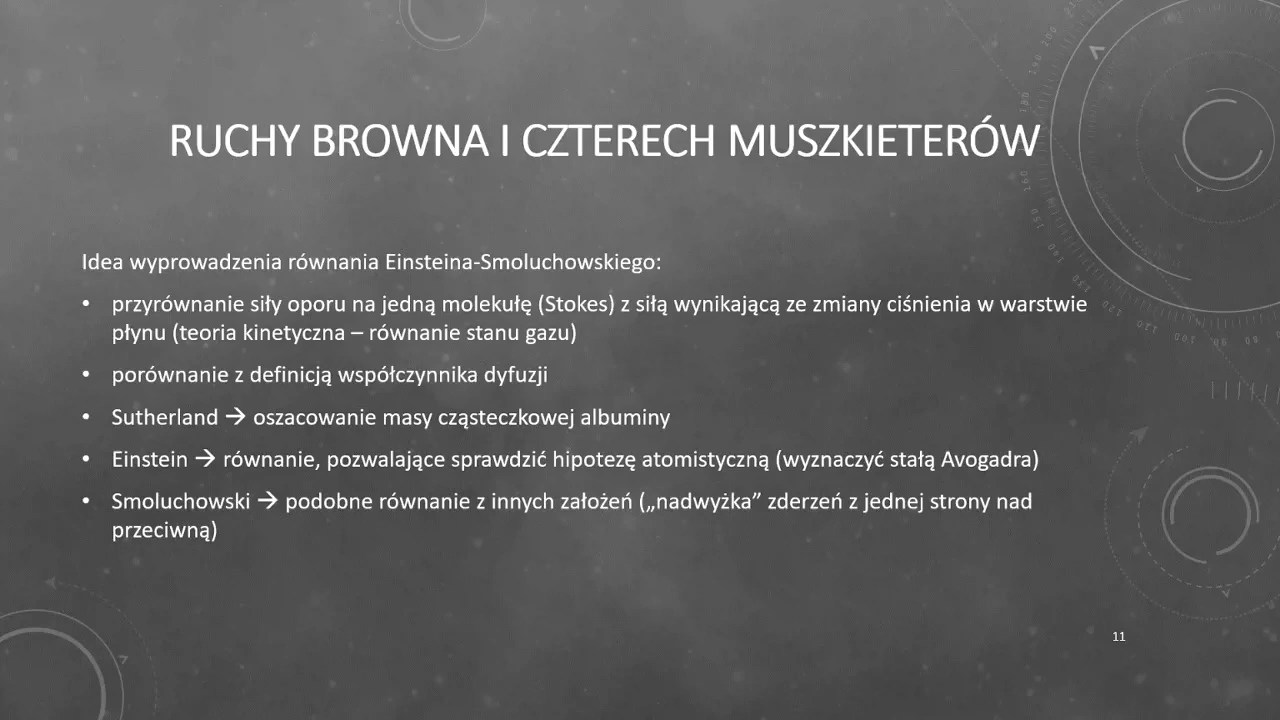 RUCHY BROWNA I CZTERECH MUSZKIETERÓW
Idea wyprowadzenia równania Einsteina-Smoluchowskiego:
• przyrównanie siły oporu na jedną molekułę (Stokes) z siłą wynikającą ze zmiany ciśnienia w warstwie
płynu (teoria kinetyczna – równanie stanu gazu)
• porównanie z definicją współczynnika dyfuzji
• Sutherland → oszacowanie masy cząsteczkowej albuminy
• Einstein → równanie, pozwalające sprawdzić hipotezę atomistyczną (wyznaczyć stałą Avogadra)
• Smoluchowski → podobne równanie z innych założeń („nadwyżka” zderzeń z jednej strony nad
przeciwną)
11